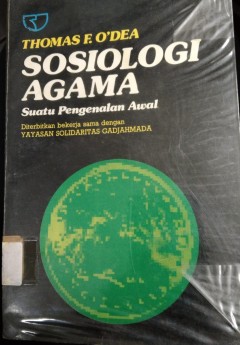 THOMAS F. O'DEA
SOSIOLOGI
AGAMA
Suatu Pengenalan Awal
Diterbitkan bekerja sama dengan
YAYASAN SOLIDARITAS GADJAHMADA